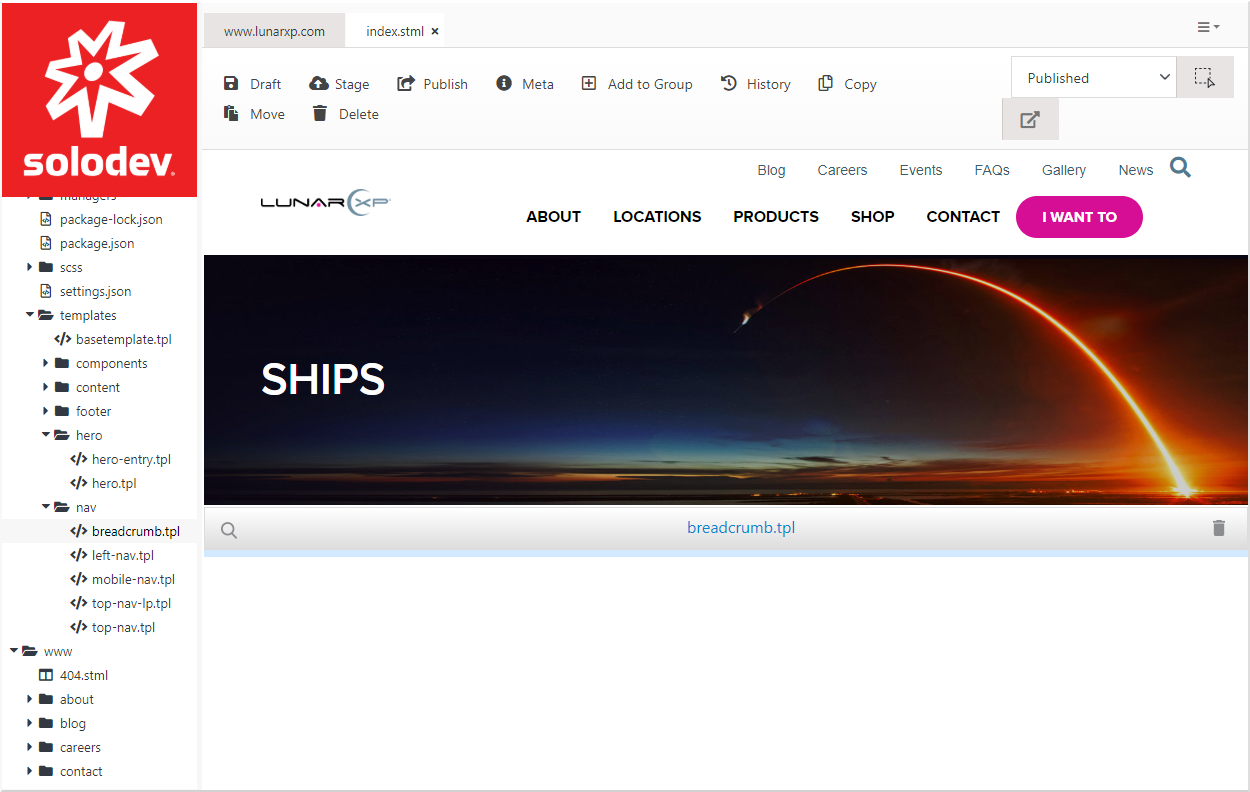 solodev
www.lunarxp.com index.stml ×
Draft Stage Publish Meta Add to Group History Copy
Move Delete
Published
managers
package-lock.json
package.json
scss
settings.json
templates
basetemplate.tpl
components
content
footer
hero
hero-entry.tpl
hero.tpl
nav
breadcrumb.tpl
left-nav.tpl
mobile-nav.tpl
top-nav-lp.tpl
top-nav.tpl
www
404.stml
about
blog
careers
contact
Blog Careers Events FAQs Gallery News
LUNAR XP
ABOUT LOCATIONS PRODUCTS SHOP CONTACT I WANT TO
SHIPS
breadcrumb.tpl